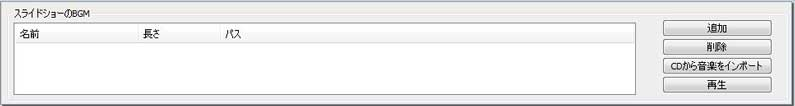 スライドショーのBGM
名前 長さ パス
追加
削除
CDから音楽をインポート
再生